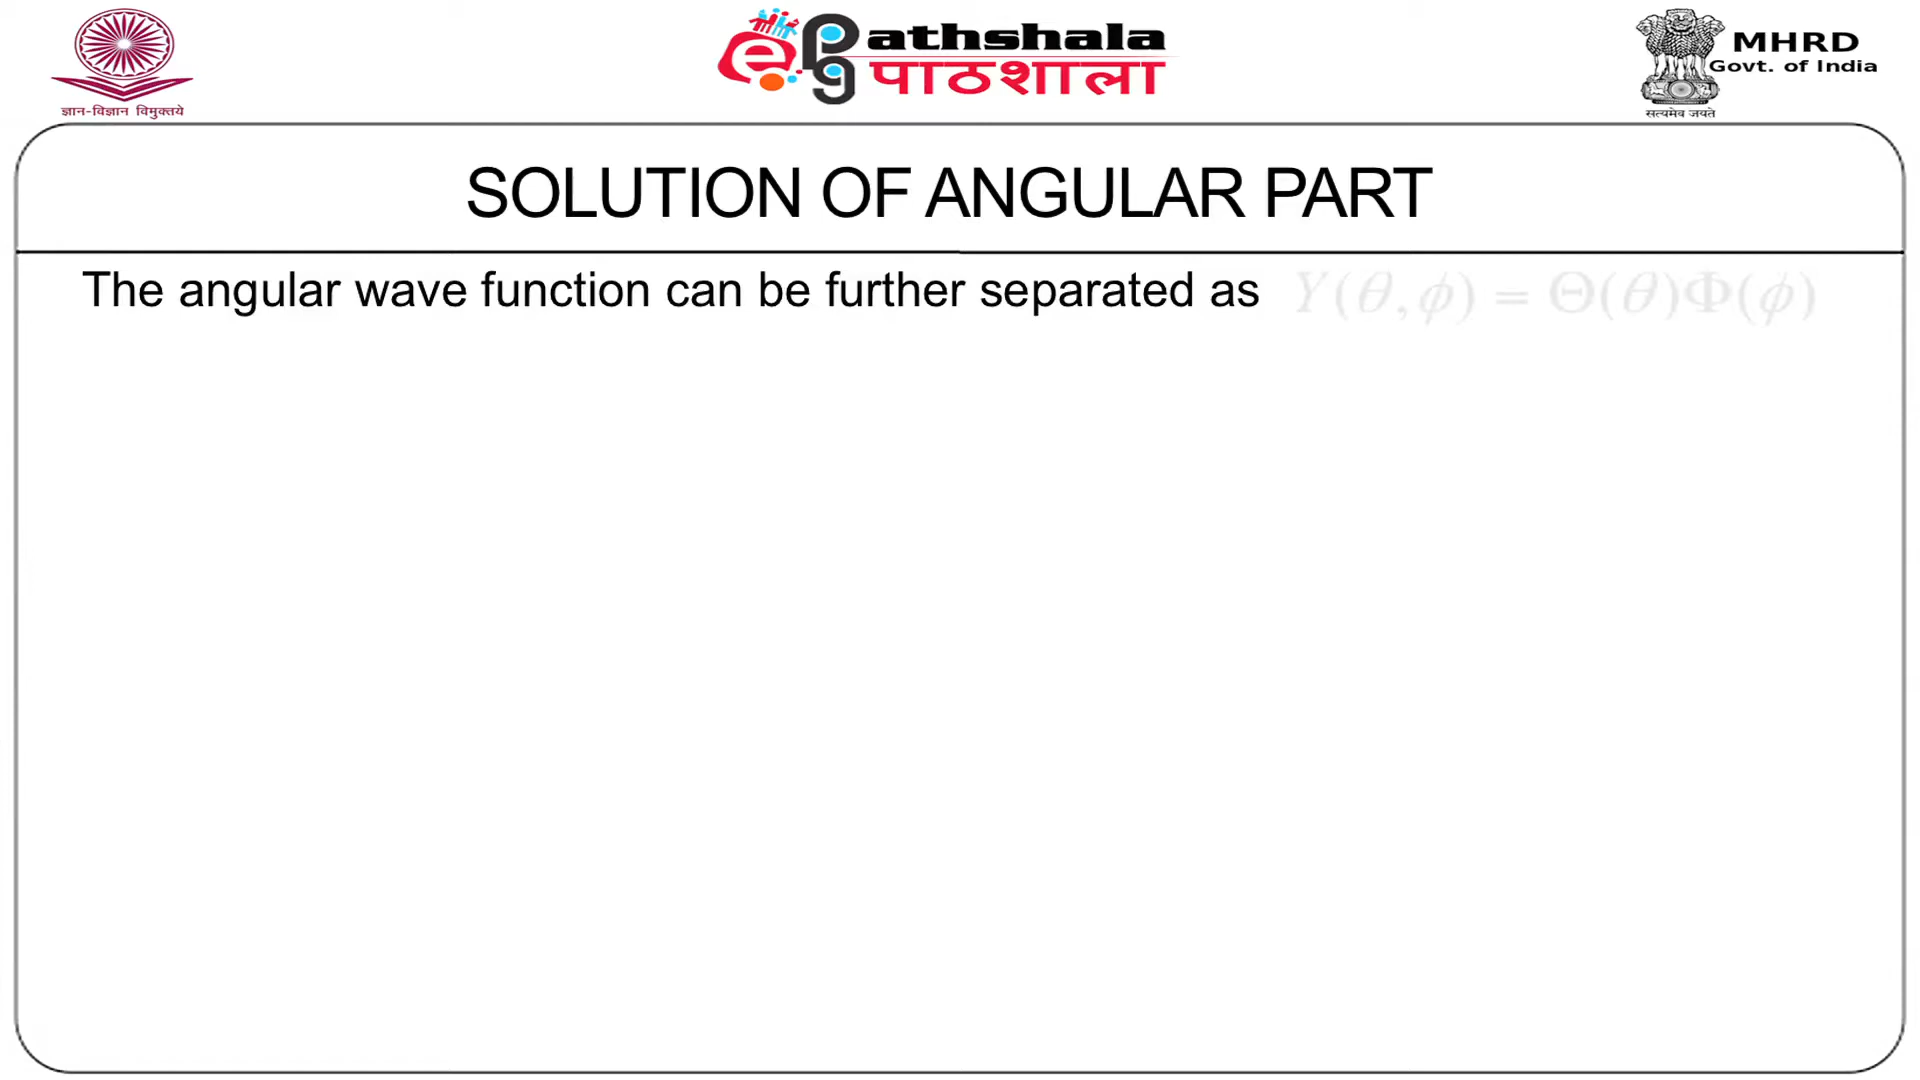 ज्ञान-विज्ञान विमुक्तये
e PG athshala
पाठशाला
MHRD
Govt. of India
सत्यमेव जयते
SOLUTION OF ANGULAR PART
The angular wave function can be further separated as Y(θ,ϕ) = Θ(θ)Φ(ϕ)